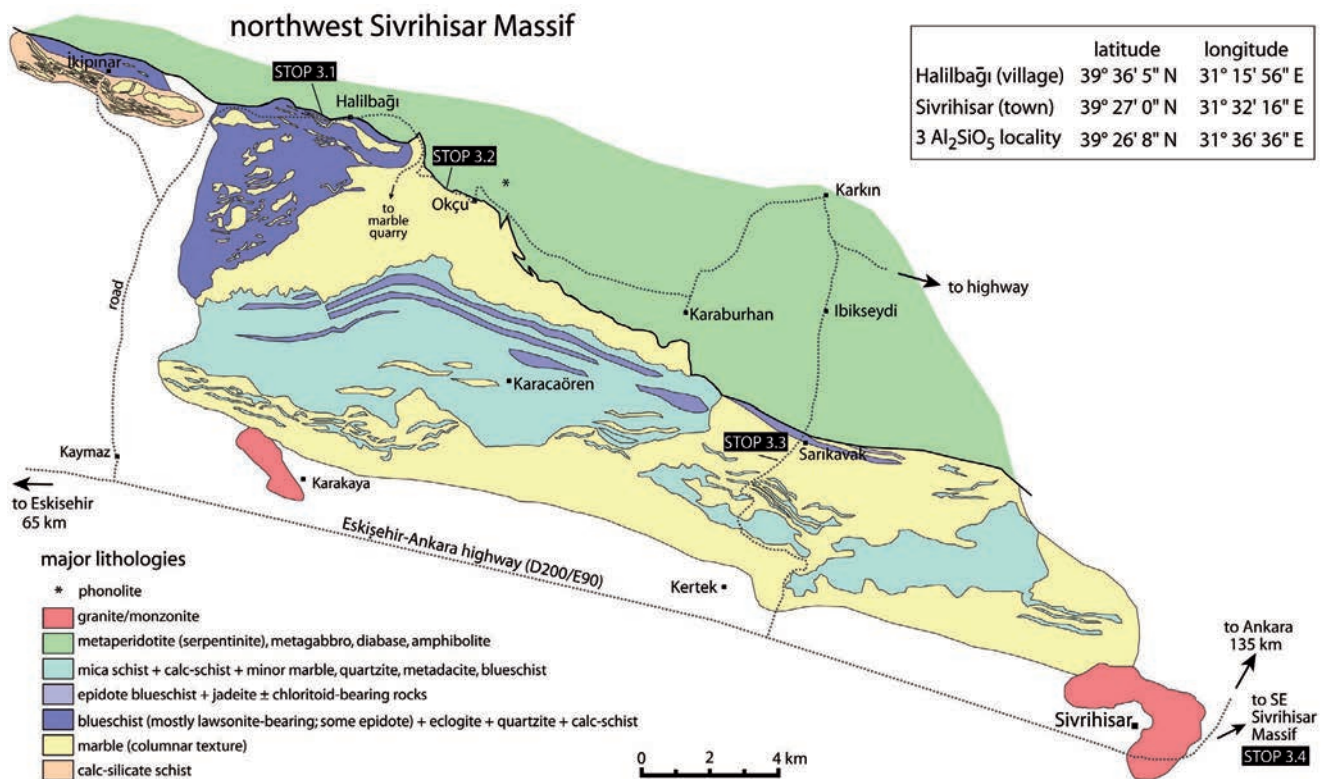 northwest Sivrihisar Massif
latitude longitude
Halilbağı (village) 39° 36' 5" N 31° 15' 56" E
Sivrihisar (town) 39° 27' 0" N 31° 32' 16" E
3 Al₂SiO₅ locality 39° 26' 8" N 31° 36' 36" E
İkipınar
STOP 3.1
Halilbağı
STOP 3.2
*
Okçu
to
marble
quarry
Karkın
to highway
road
Karaburhan
Ibikseydi
Karacaören
STOP 3.3
Sarıkavak
Kaymaz
Karakaya
to Eskisehir
65 km
Eskişehir-Ankara highway (D200/E90)
Kertek
to Ankara
135 km
to SE
Sivrihisar
Massif
STOP 3.4
Sivrihisar
major lithologies
* phonolite
granite/monzonite
metaperidotite (serpentinite), metagabbro, diabase, amphibolite
mica schist + calc-schist + minor marble, quartzite, metadacite, blueschist
epidote blueschist + jadeite ± chloritoid-bearing rocks
blueschist (mostly lawsonite-bearing; some epidote) + eclogite + quartzite + calc-schist
marble (columnar texture)
calc-silicate schist
0 2 4 km